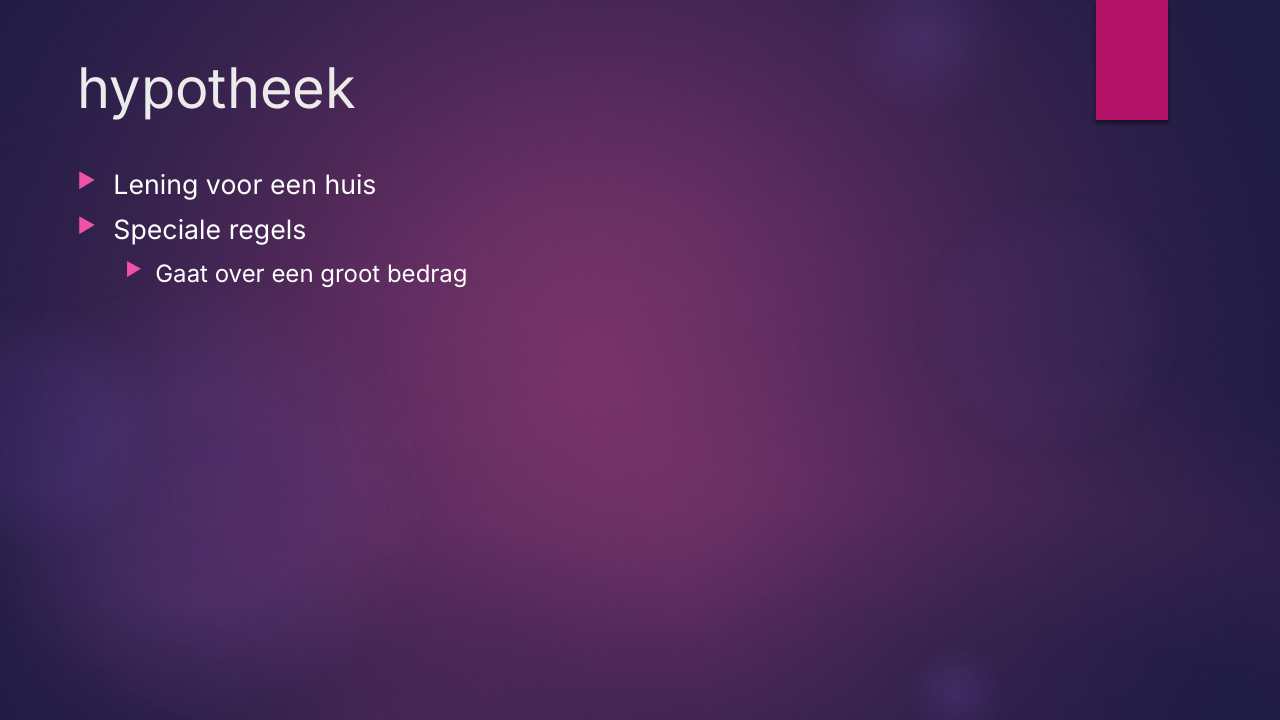 hypotheek
Lening voor een huis
Speciale regels
Gaat over een groot bedrag